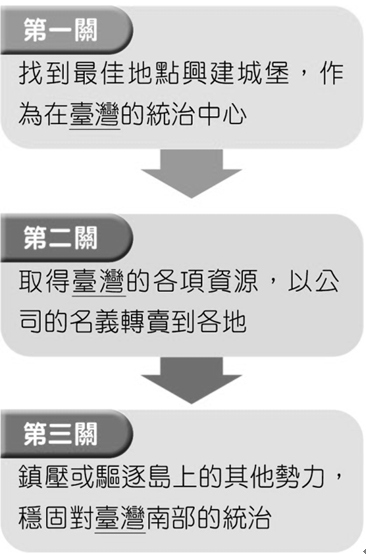 第一關
找到最佳地點興建城堡，作
為在臺灣的統治中心
第二關
取得臺灣的各項資源，以公
司的名義轉賣到各地
第三關
鎮壓或驅逐島上的其他勢力，
穩固對臺灣南部的統治